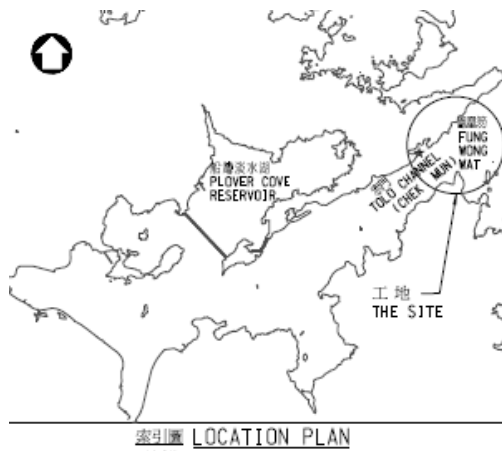 船灣淡水湖
PLOVER COVE
RESERVOIR
FUNG
WONG
WAT
TOLO CHANNEL
(CHEK MUN)
工地
THE SITE
索引圖 LOCATION PLAN